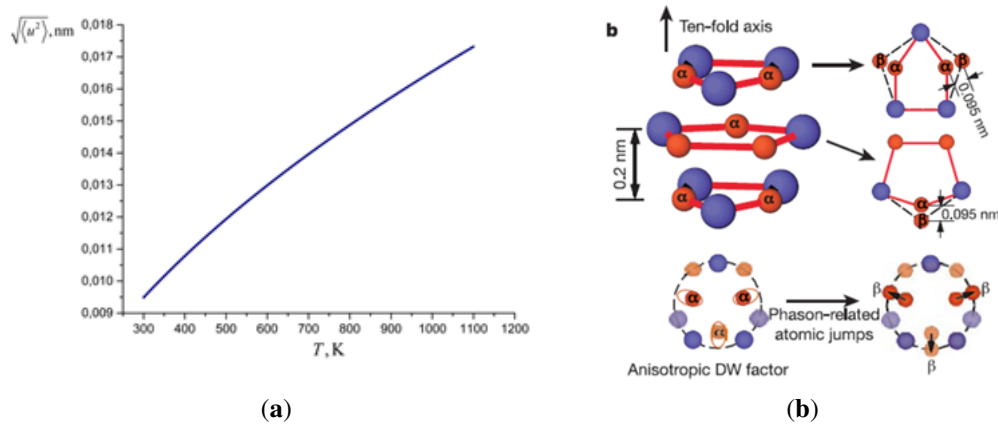 √⟨u²⟩, nm
0,018
0,018
0,017
0,016
0,015
0,014
0,013
0,012
0,011
0,010
0,009
300 400 500 600 700 800 900 1000 1100 1200
T, K
(a)
b
Ten-fold axis
α α
β α α β
0.095 nm
α
0.2 nm
α α
α
β
0.095 nm
α α
α
Phason-related
atomic jumps
β β
β
Anisotropic DW factor
(b)